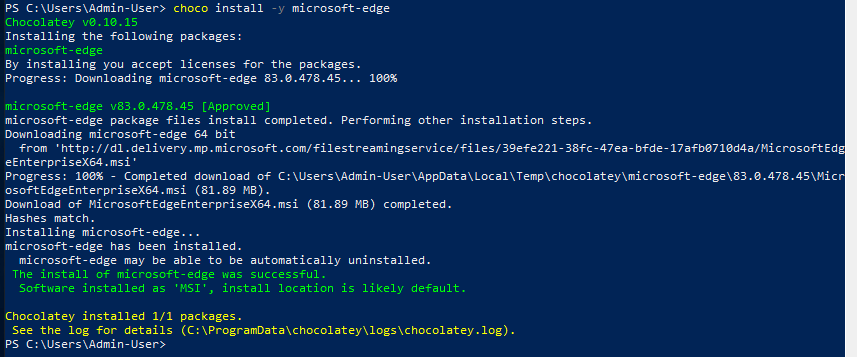 PS C:\Users\Admin-User> choco install -y microsoft-edge
Chocolatey v0.10.15
Installing the following packages:
microsoft-edge
By installing you accept licenses for the packages.
Progress: Downloading microsoft-edge 83.0.478.45... 100%
microsoft-edge v83.0.478.45 [Approved]
microsoft-edge package files install completed. Performing other installation steps.
Downloading microsoft-edge 64 bit
  from 'http://dl.delivery.mp.microsoft.com/filestreamingservice/files/39efe221-38fc-47ea-bfde-17afb0710d4a/MicrosoftEdg
eEnterpriseX64.msi'
Progress: 100% - Completed download of C:\Users\Admin-User\AppData\Local\Temp\chocolatey\microsoft-edge\83.0.478.45\Micr
osoftEdgeEnterpriseX64.msi (81.89 MB).
Download of MicrosoftEdgeEnterpriseX64.msi (81.89 MB) completed.
Hashes match.
Installing microsoft-edge...
microsoft-edge has been installed.
  microsoft-edge may be able to be automatically uninstalled.
 The install of microsoft-edge was successful.
  Software installed as 'MSI', install location is likely default.
Chocolatey installed 1/1 packages.
 See the log for details (C:\ProgramData\chocolatey\logs\chocolatey.log).
PS C:\Users\Admin-User>